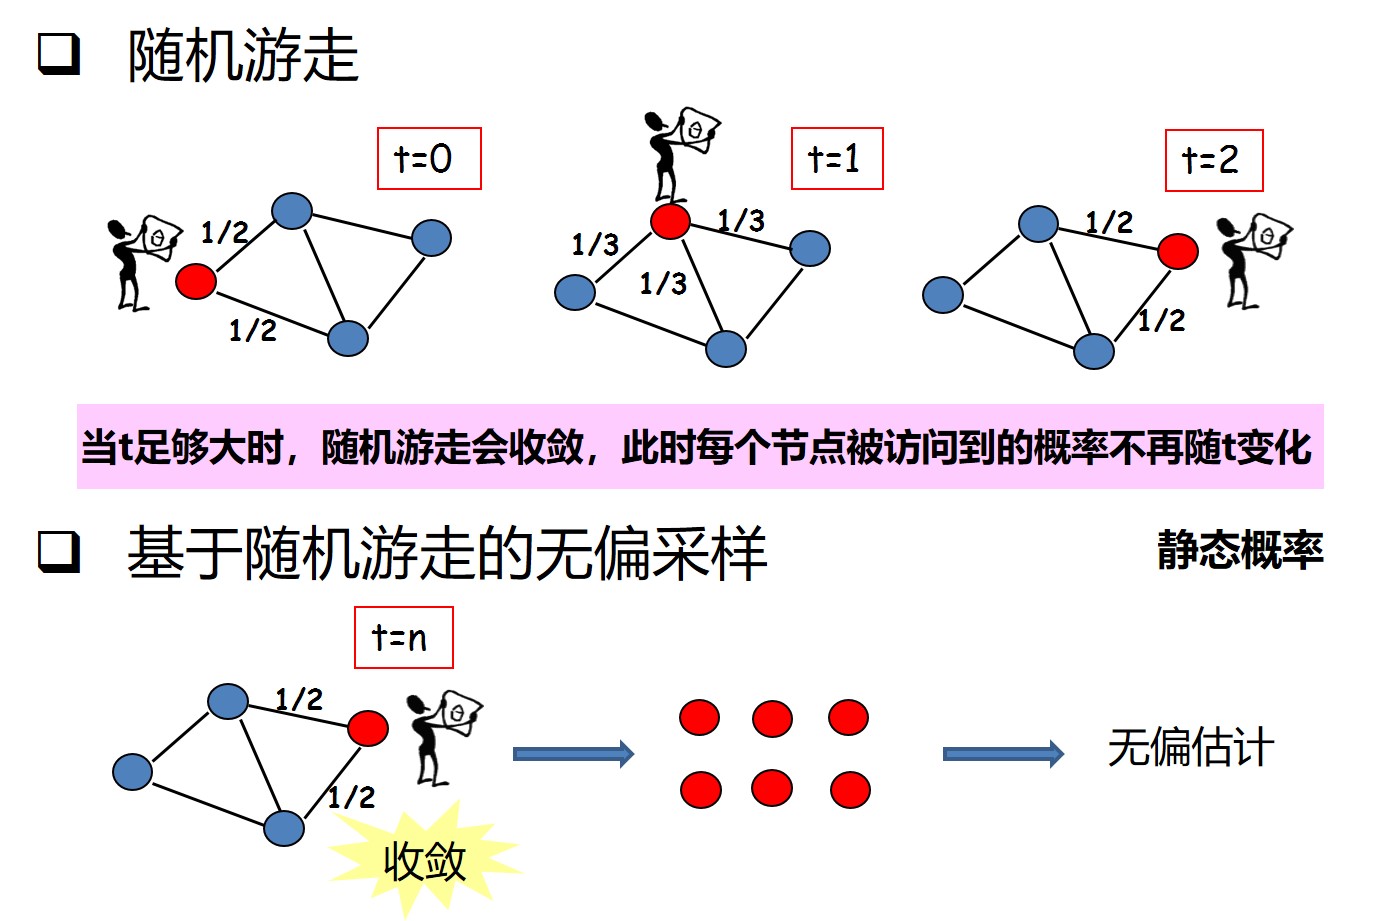 随机游走
t=0
t=1
t=2
1/2
1/2
1/3
1/3
1/3
1/2
1/2
当t足够大时，随机游走会收敛，此时每个节点被访问到的概率不再随t变化
基于随机游走的无偏采样
静态概率
t=n
1/2
1/2
收敛
无偏估计